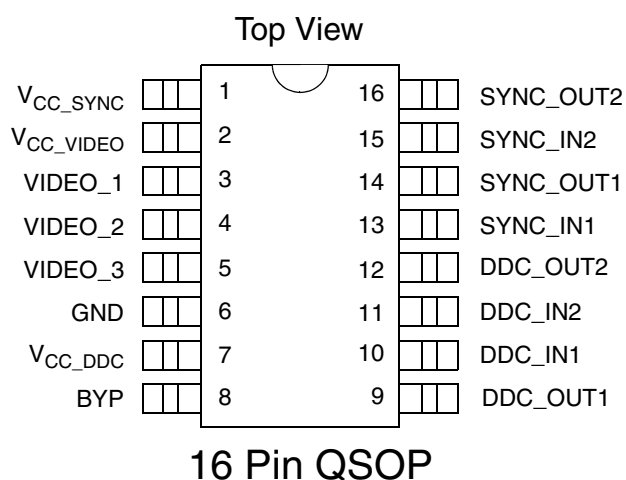 Top View
VCC_SYNC 1 16 SYNC_OUT2
VCC_VIDEO 2 15 SYNC_IN2
VIDEO_1 3 14 SYNC_OUT1
VIDEO_2 4 13 SYNC_IN1
VIDEO_3 5 12 DDC_OUT2
GND 6 11 DDC_IN2
VCC_DDC 7 10 DDC_IN1
BYP 8 9 DDC_OUT1
16 Pin QSOP